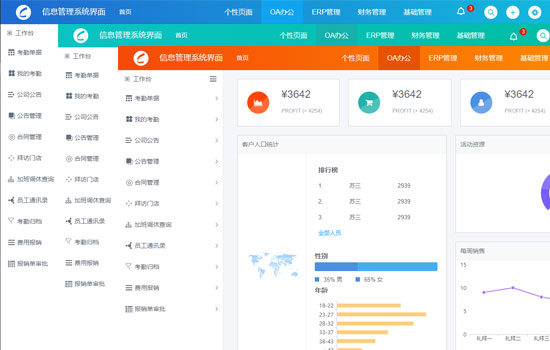 信息管理系统界面 首页 个性页面 OA办公 ERP管理 财务管理 基础管理 3
工作台
信息管理系统界面 首页 个性页面 OA办公 ERP管理 财务管理 基础管理 3
工作台
信息管理系统界面 首页 个性页面 OA办公 ERP管理 财务管理 基础管理
工作台
考勤单据
我的考勤
公司公告
公告管理
合同管理
拜访门店
加班调休查询
员工通讯录
考勤归档
费用报销
报销单审批
考勤单据
我的考勤
公司公告
公告管理
合同管理
拜访门店
加班调休查询
员工通讯录
考勤归档
费用报销
报销单审批
考勤单据
我的考勤
公司公告
公告管理
合同管理
拜访门店
加班调休查询
员工通讯录
考勤归档
费用报销
报销单审批
¥3642
PROFIT (+ ¥254)
¥3642
PROFIT (+ ¥254)
¥3642
PROFIT (+ ¥254)
客户人口统计
排行榜
1 苏三 2939
2. 苏三 2939
3. 苏三 2939
全部人员
性别
35% 男 65% 女
年龄
18-22
23-27
28-32
33-37
38-42
43-47
活动资源
每周销售
15
10
5
0
礼拜一 礼拜二 礼拜三